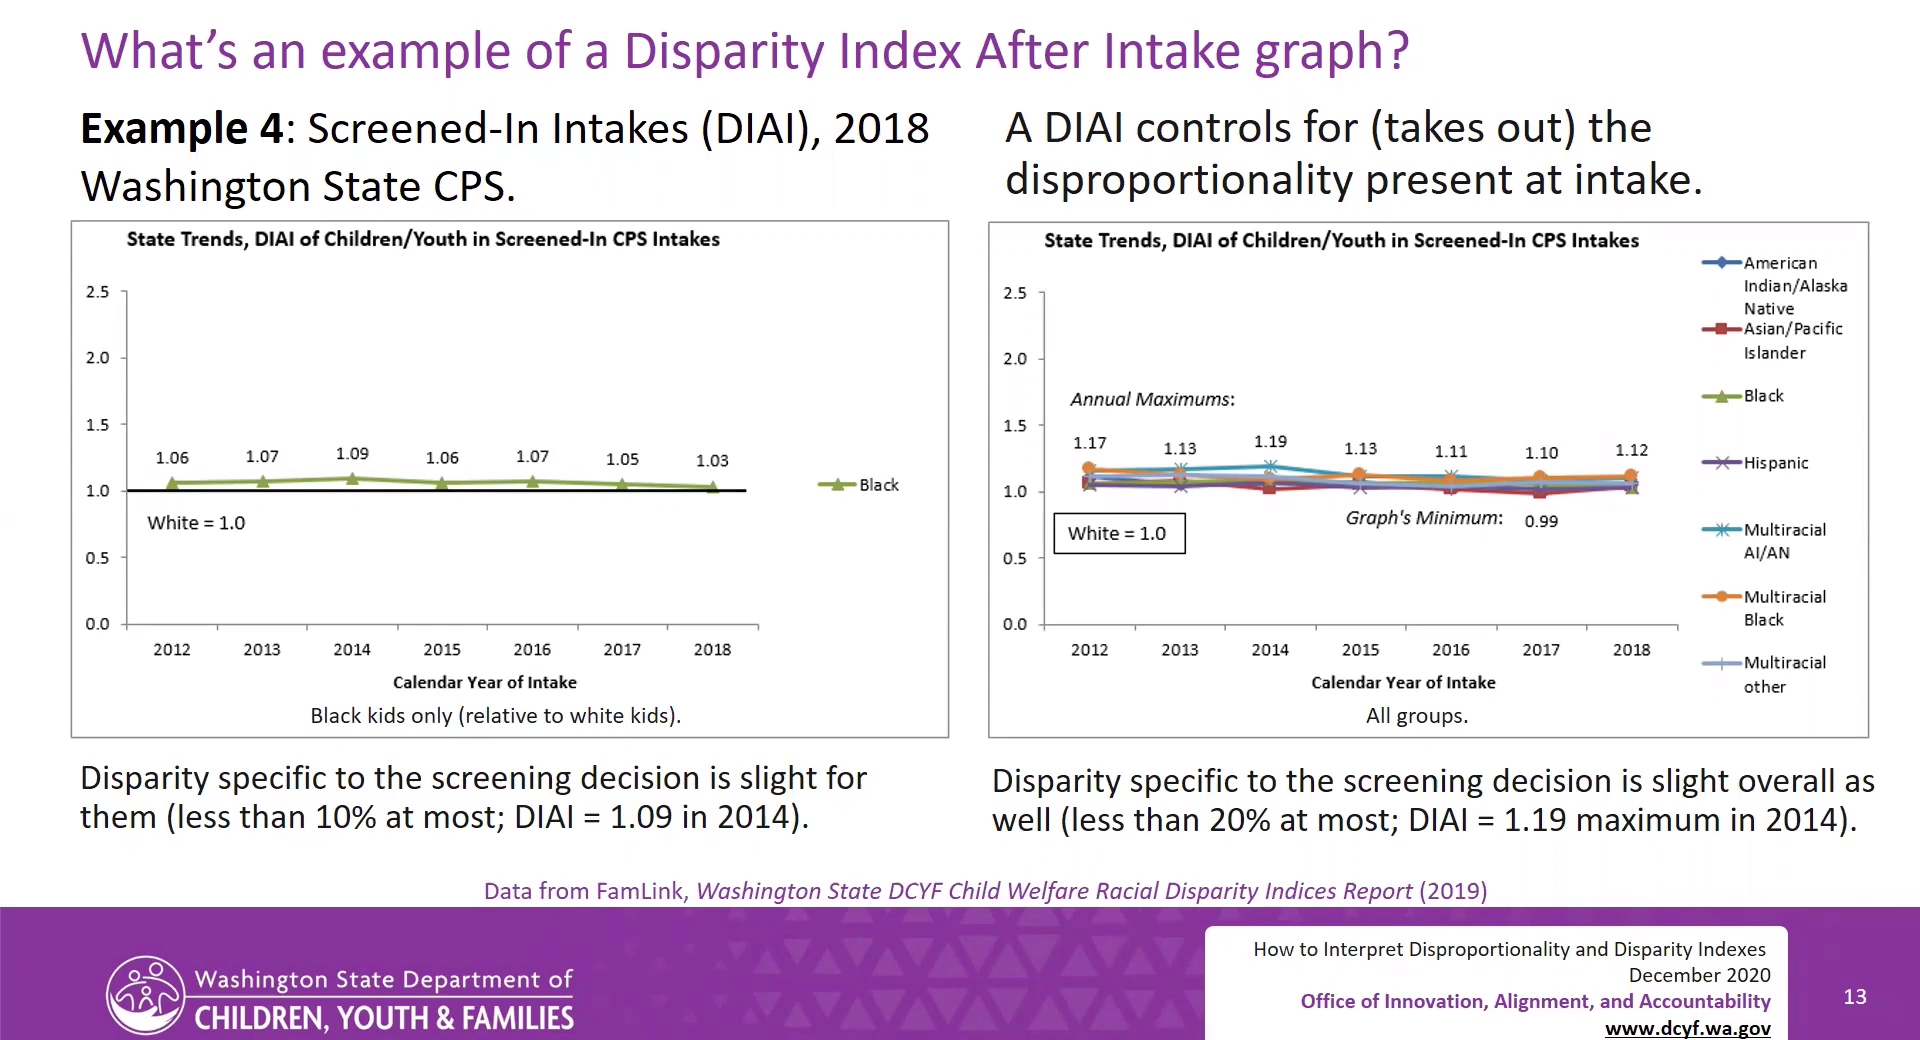 What's an example of a Disparity Index After Intake graph?
Example 4: Screened-In Intakes (DIAI), 2018
Washington State CPS.
A DIAI controls for (takes out) the
disproportionality present at intake.
State Trends, DIAI of Children/Youth in Screened-In CPS Intakes
2.5
2.0
1.5
1.0
0.5
0.0
1.06 1.07 1.09 1.06 1.07 1.05 1.03
White = 1.0
Black
2012 2013 2014 2015 2016 2017 2018
Calendar Year of Intake
Black kids only (relative to white kids).
State Trends, DIAI of Children/Youth in Screened-In CPS Intakes
2.5
2.0
1.5
1.0
0.5
0.0
Annual Maximums:
1.17 1.13 1.19 1.13 1.11 1.10 1.12
Graph's Minimum: 0.99
White = 1.0
2012 2013 2014 2015 2016 2017 2018
Calendar Year of Intake
All groups.
American
Indian/Alaska
Native
Asian/Pacific
Islander
Black
Hispanic
Multiracial
AI/AN
Multiracial
Black
Multiracial
other
Disparity specific to the screening decision is slight for
them (less than 10% at most; DIAI = 1.09 in 2014).
Disparity specific to the screening decision is slight overall as
well (less than 20% at most; DIAI = 1.19 maximum in 2014).
Data from FamLink, Washington State DCYF Child Welfare Racial Disparity Indices Report (2019)
Washington State Department of
CHILDREN, YOUTH & FAMILIES
How to Interpret Disproportionality and Disparity Indexes
December 2020
Office of Innovation, Alignment, and Accountability
www.dcyf.wa.gov
13